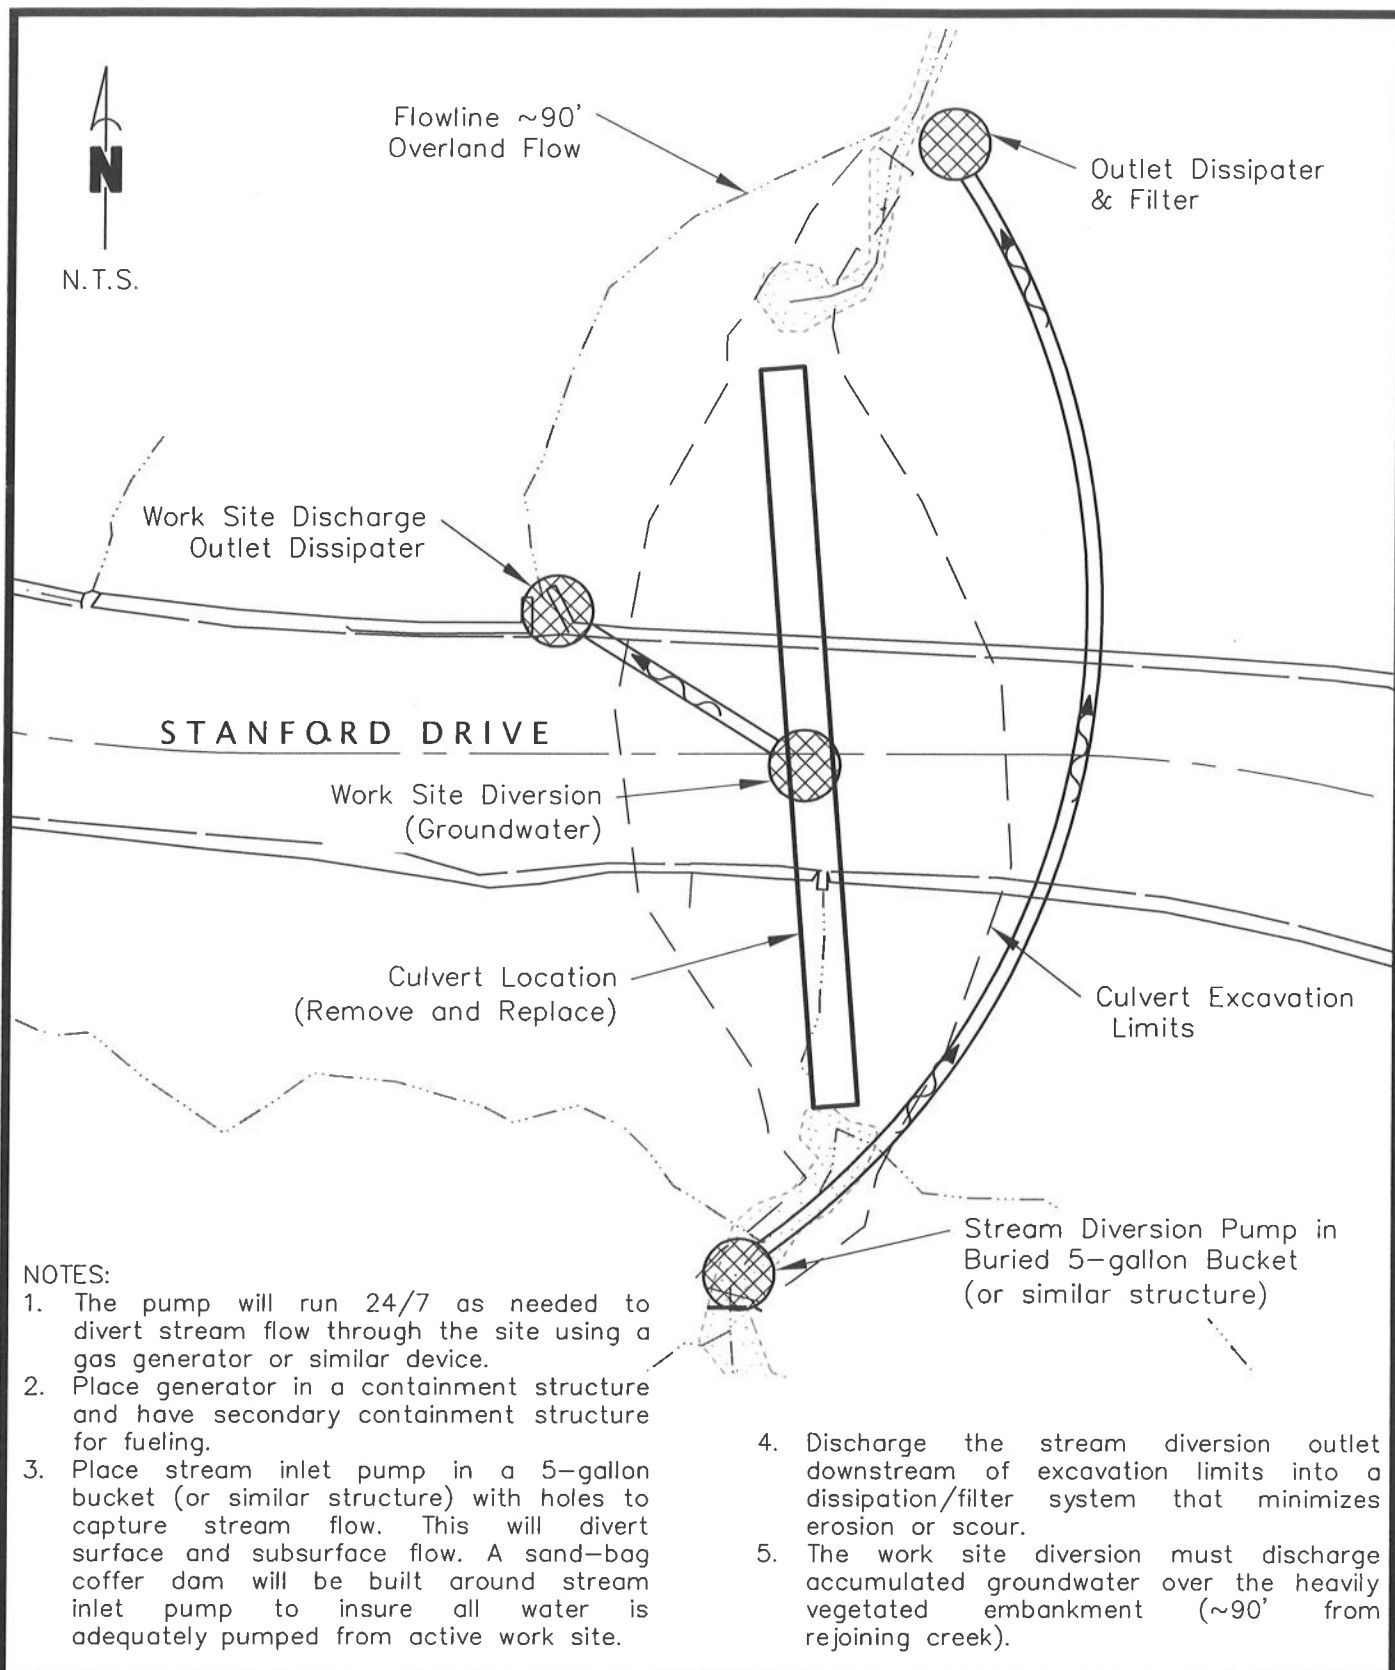 Flowline ~90'
Overland Flow
N
N.T.S.
Outlet Dissipater
& Filter
Work Site Discharge
Outlet Dissipater
STANFORD DRIVE
Work Site Diversion
(Groundwater)
Culvert Location
(Remove and Replace)
Culvert Excavation
Limits
Stream Diversion Pump in
Buried 5-gallon Bucket
(or similar structure)
NOTES:
1. The pump will run 24/7 as needed to
divert stream flow through the site using a
gas generator or similar device.
2. Place generator in a containment structure
and have secondary containment structure
for fueling.
3. Place stream inlet pump in a 5-gallon
bucket (or similar structure) with holes to
capture stream flow. This will divert
surface and subsurface flow. A sand-bag
coffer dam will be built around stream
inlet pump to insure all water is
adequately pumped from active work site.
4. Discharge the stream diversion outlet
downstream of excavation limits into a
dissipation/filter system that minimizes
erosion or scour.
5. The work site diversion must discharge
accumulated groundwater over the heavily
vegetated embankment (~90' from
rejoining creek).